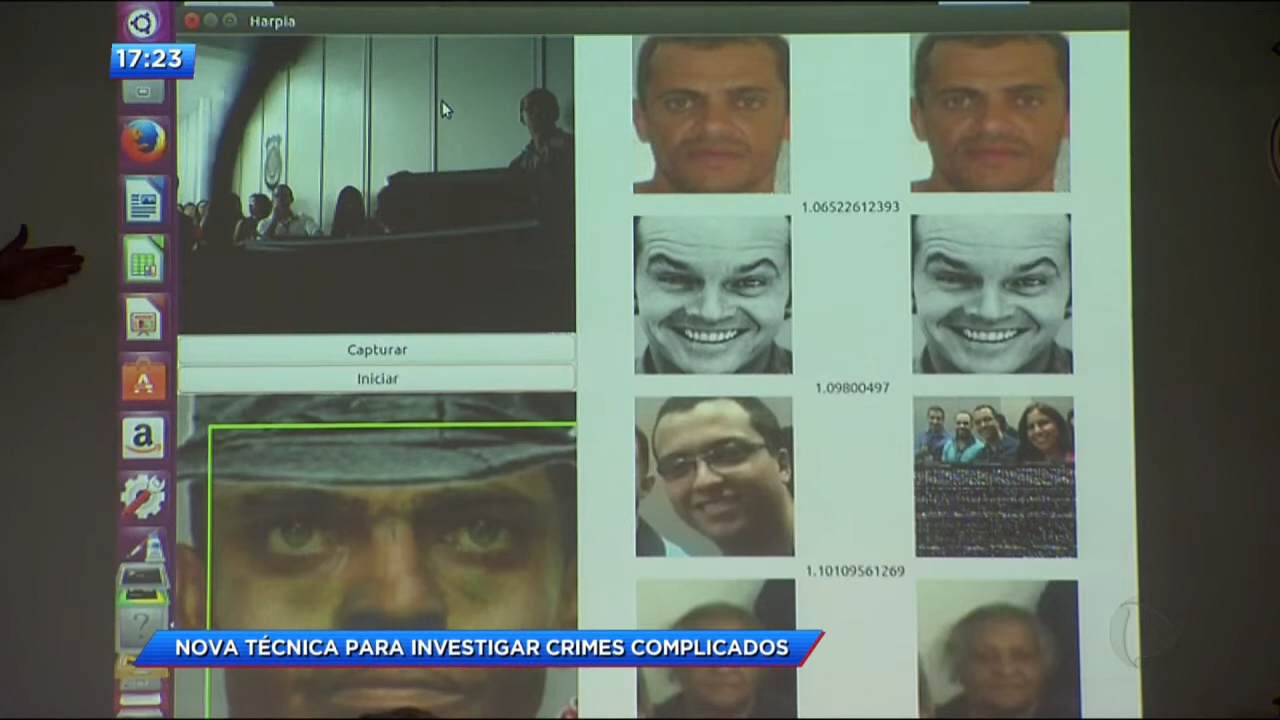 Harpia
17:23
1.06522612393
Capturar
Iniciar
1.09800497
1.10109561269
NOVA TÉCNICA PARA INVESTIGAR CRIMES COMPLICADOS